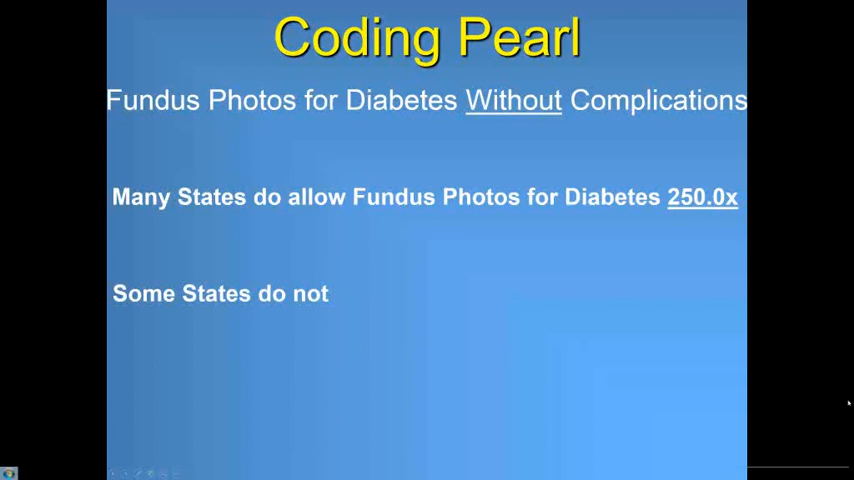 Coding Pearl
Fundus Photos for Diabetes Without Complications
Many States do allow Fundus Photos for Diabetes 250.0x
Some States do not